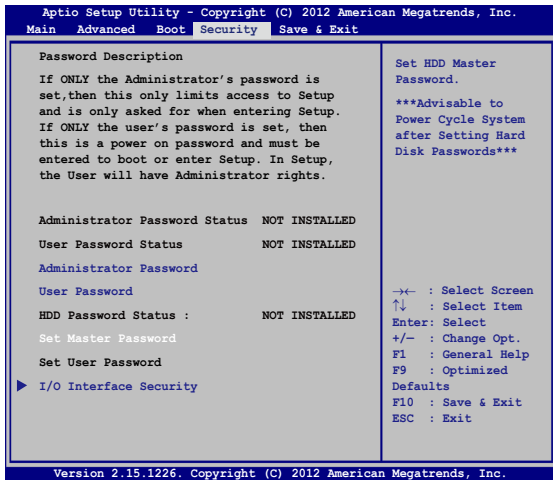 Aptio Setup Utility - Copyright (C) 2012 American Megatrends, Inc.
Main Advanced Boot Security Save & Exit
Password Description
If ONLY the Administrator's password is
set,then this only limits access to Setup
and is only asked for when entering Setup.
If ONLY the user's password is set, then
this is a power on password and must be
entered to boot or enter Setup. In Setup,
the User will have Administrator rights.
Administrator Password Status NOT INSTALLED
User Password Status NOT INSTALLED
Administrator Password
User Password
HDD Password Status : NOT INSTALLED
Set Master Password
Set User Password
I/O Interface Security
Set HDD Master
Password.
***Advisable to
Power Cycle System
after Setting Hard
Disk Passwords***
→← : Select Screen
↑↓ : Select Item
Enter: Select
+/— : Change Opt.
F1 : General Help
F9 : Optimized
Defaults
F10 : Save & Exit
ESC : Exit
Version 2.15.1226. Copyright (C) 2012 American Megatrends, Inc.